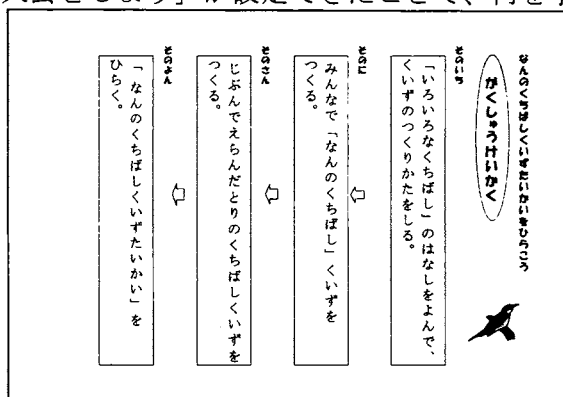 大会をしよう」が設定できたことで、何を
なんのくちばしくいずたいかいをひらこう
がくしゅうけいかく
そのいち
「いろいろなくちばし」のはなしをよんで、
くいずのつくりかたをしる。
そのに
みんなで「なんのくちばし」くいずを
つくる。
そのさん
じぶんでえらんだとりのくちばしくいずを
つくる。
そのよん
「なんのくちばしくいずたいかい」を
ひらく。